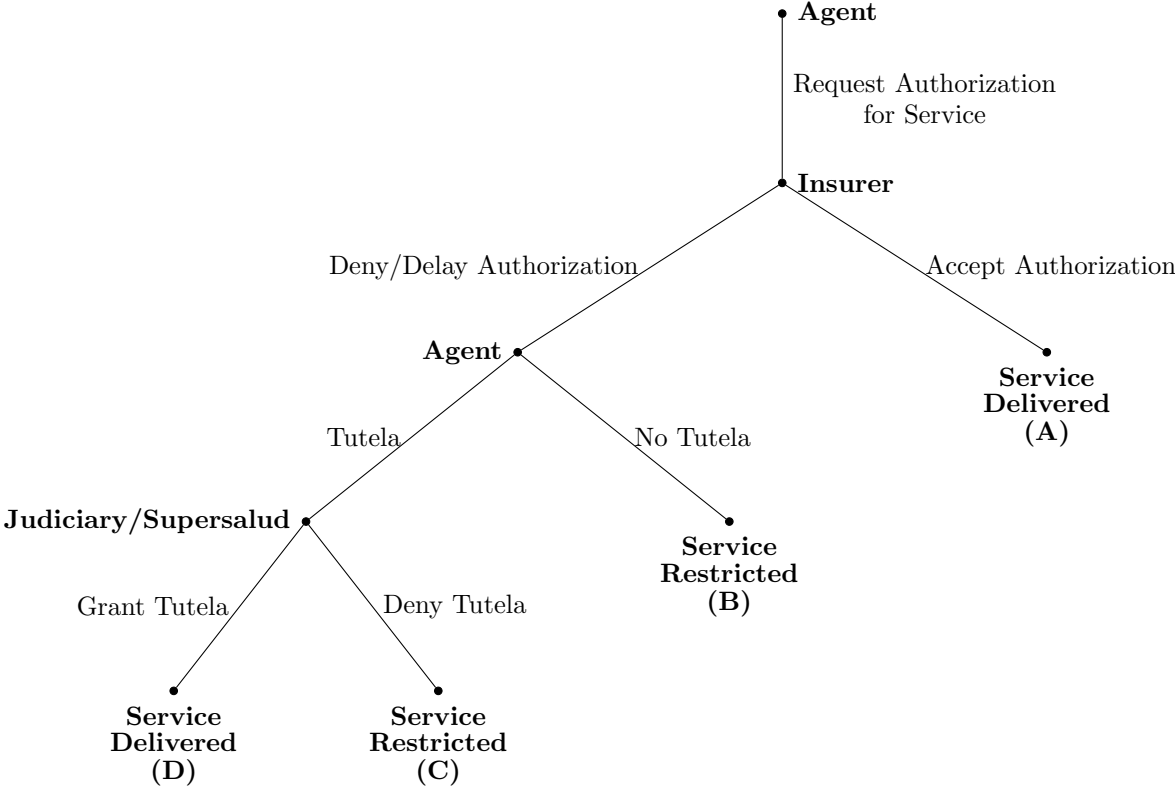 Agent
Request Authorization
for Service
Insurer
Deny/Delay Authorization
Accept Authorization
Agent
Service
Delivered
(A)
Tutela
No Tutela
Judiciary/Supersalud
Service
Restricted
(B)
Grant Tutela
Deny Tutela
Service
Delivered
(D)
Service
Restricted
(C)